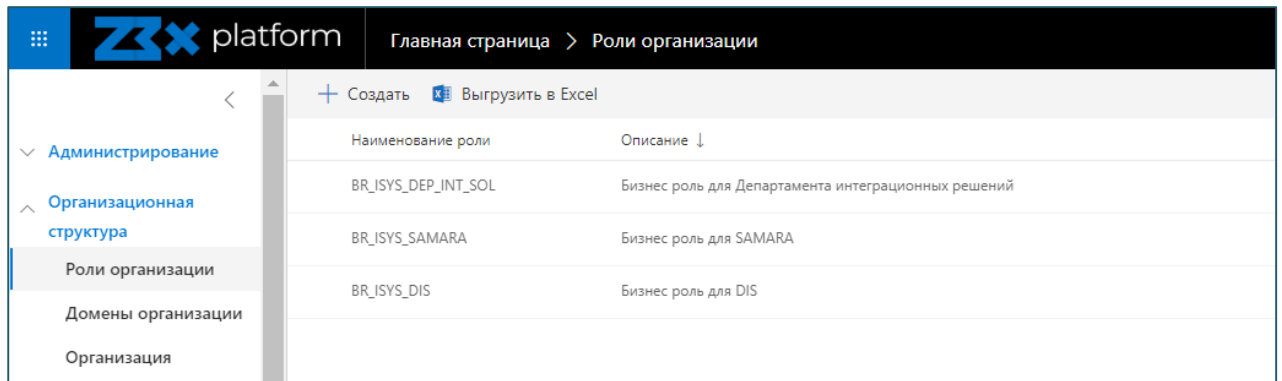 Z3X platform
Главная страница > Роли организации
Создать
Выгрузить в Excel
Администрирование
Организационная
структура
Роли организации
Домены организации
Организация
Наименование роли
Описание ↓
BR_ISYS_DEP_INT_SOL
Бизнес роль для Департамента интеграционных решений
BR_ISYS_SAMARA
Бизнес роль для SAMARA
BR_ISYS_DIS
Бизнес роль для DIS